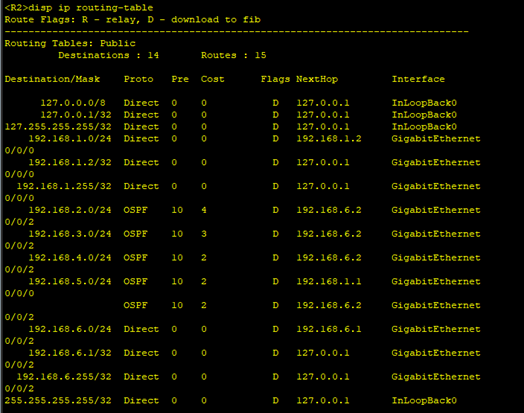 <R2>disp ip routing-table
Route Flags: R - relay, D - download to fib
------------------------------------------------------------------------------
Routing Tables: Public
         Destinations : 14       Routes : 15

Destination/Mask    Proto   Pre  Cost      Flags NextHop         Interface

      127.0.0.0/8   Direct  0    0           D   127.0.0.1       InLoopBack0
      127.0.0.1/32  Direct  0    0           D   127.0.0.1       InLoopBack0
127.255.255.255/32  Direct  0    0           D   127.0.0.1       InLoopBack0
    192.168.1.0/24  Direct  0    0           D   192.168.1.2     GigabitEthernet
0/0/0
    192.168.1.2/32  Direct  0    0           D   127.0.0.1       GigabitEthernet
0/0/0
  192.168.1.255/32  Direct  0    0           D   127.0.0.1       GigabitEthernet
0/0/0
    192.168.2.0/24  OSPF    10   4           D   192.168.6.2     GigabitEthernet
0/0/2
    192.168.3.0/24  OSPF    10   3           D   192.168.6.2     GigabitEthernet
0/0/2
    192.168.4.0/24  OSPF    10   2           D   192.168.6.2     GigabitEthernet
0/0/2
    192.168.5.0/24  OSPF    10   2           D   192.168.1.1     GigabitEthernet
0/0/0
                    OSPF    10   2           D   192.168.6.2     GigabitEthernet
0/0/2
    192.168.6.0/24  Direct  0    0           D   192.168.6.1     GigabitEthernet
0/0/2
    192.168.6.1/32  Direct  0    0           D   127.0.0.1       GigabitEthernet
0/0/2
  192.168.6.255/32  Direct  0    0           D   127.0.0.1       GigabitEthernet
0/0/2
255.255.255.255/32  Direct  0    0           D   127.0.0.1       InLoopBack0